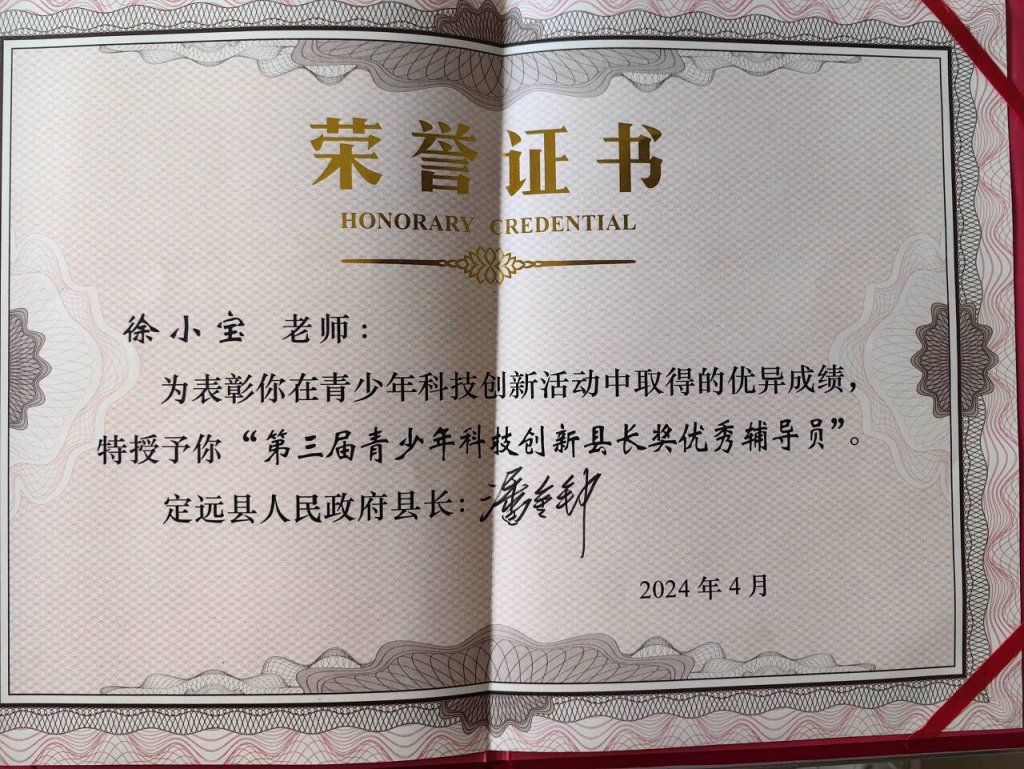 荣誉证书
HONORARY CREDENTIAL
徐小宝 老师：
为表彰你在青少年科技创新活动中取得的优异成绩，
特授予你“第三届青少年科技创新县长奖优秀辅导员”。
定远县人民政府县长：潘金钟
2024年4月